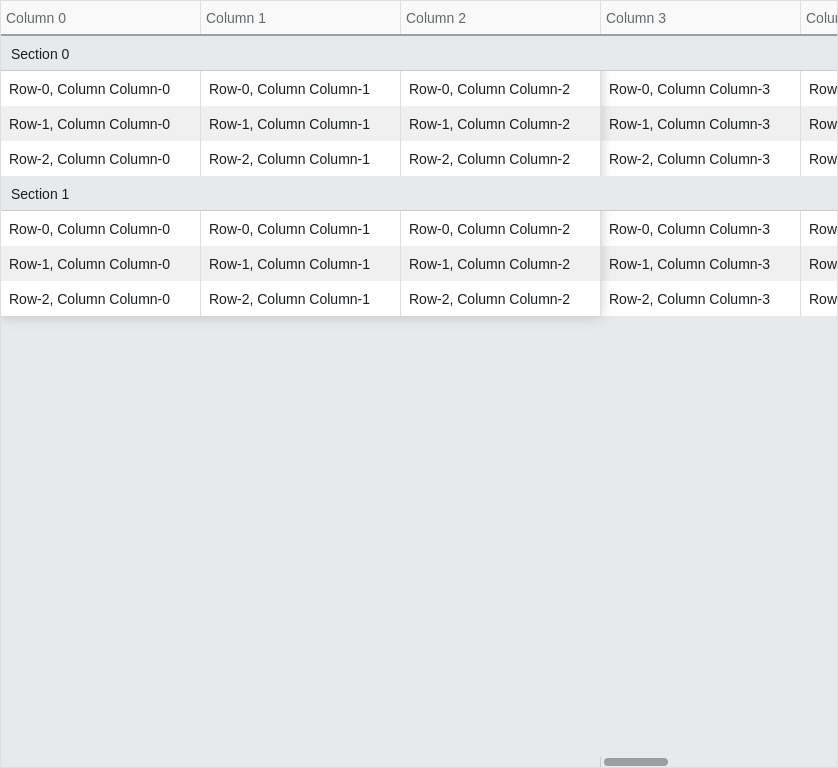 Column 0 Column 1 Column 2 Column 3
Section 0
Row-0, Column Column-0 Row-0, Column Column-1 Row-0, Column Column-2 Row-0, Column Column-3 Row
Row-1, Column Column-0 Row-1, Column Column-1 Row-1, Column Column-2 Row-1, Column Column-3 Row
Row-2, Column Column-0 Row-2, Column Column-1 Row-2, Column Column-2 Row-2, Column Column-3 Row
Section 1
Row-0, Column Column-0 Row-0, Column Column-1 Row-0, Column Column-2 Row-0, Column Column-3 Row
Row-1, Column Column-0 Row-1, Column Column-1 Row-1, Column Column-2 Row-1, Column Column-3 Row
Row-2, Column Column-0 Row-2, Column Column-1 Row-2, Column Column-2 Row-2, Column Column-3 Row